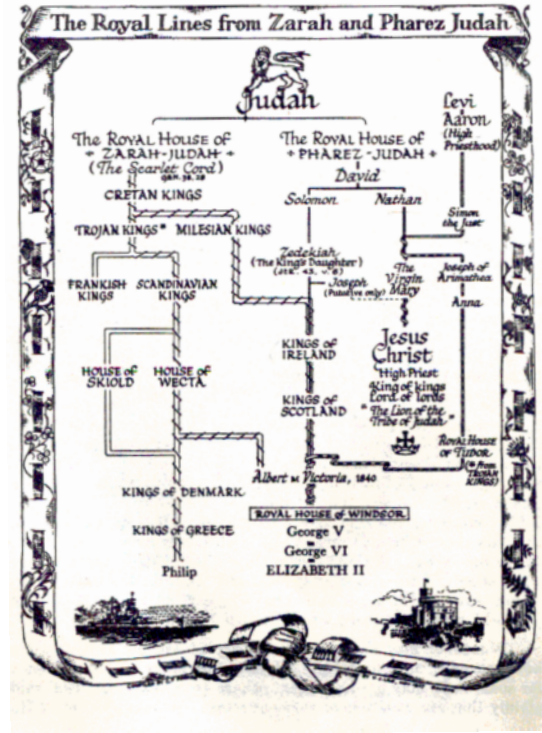 The Royal Lines from Zarah and Pharez Judah
Judah
Levi
Aaron
(High
Priesthood)
The ROYAL HOUSE OF
ZARAH-JUDAH
(The Scarlet Cord)
The ROYAL HOUSE OF
PHAREZ-JUDAH
David
Solomon
Nathan
CRETAN KINGS
TROJAN KINGS*
MILESIAN KINGS
Simon
the Just
Zedekiah
(The King's Daughter)
Joseph
(Putative only)
The
Virgin
Mary
Joseph of
Arimathea
Anna
FRANKISH
KINGS
SCANDINAVIAN
KINGS
Jesus
Christ
High Priest
King of kings
Lord of lords
"The Lion of the
Tribe of Judah"
KINGS OF
IRELAND
HOUSE OF
SKIOLD
HOUSE OF
WECTA
KINGS OF
SCOTLAND
ROYAL HOUSE
OF TUDOR
(* from
TROJAN
KINGS)
Albert m Victoria, 1840
KINGS of DENMARK
ROYAL HOUSE OF WINDSOR
George V
KINGS of GREECE
George VI
Philip
ELIZABETH II